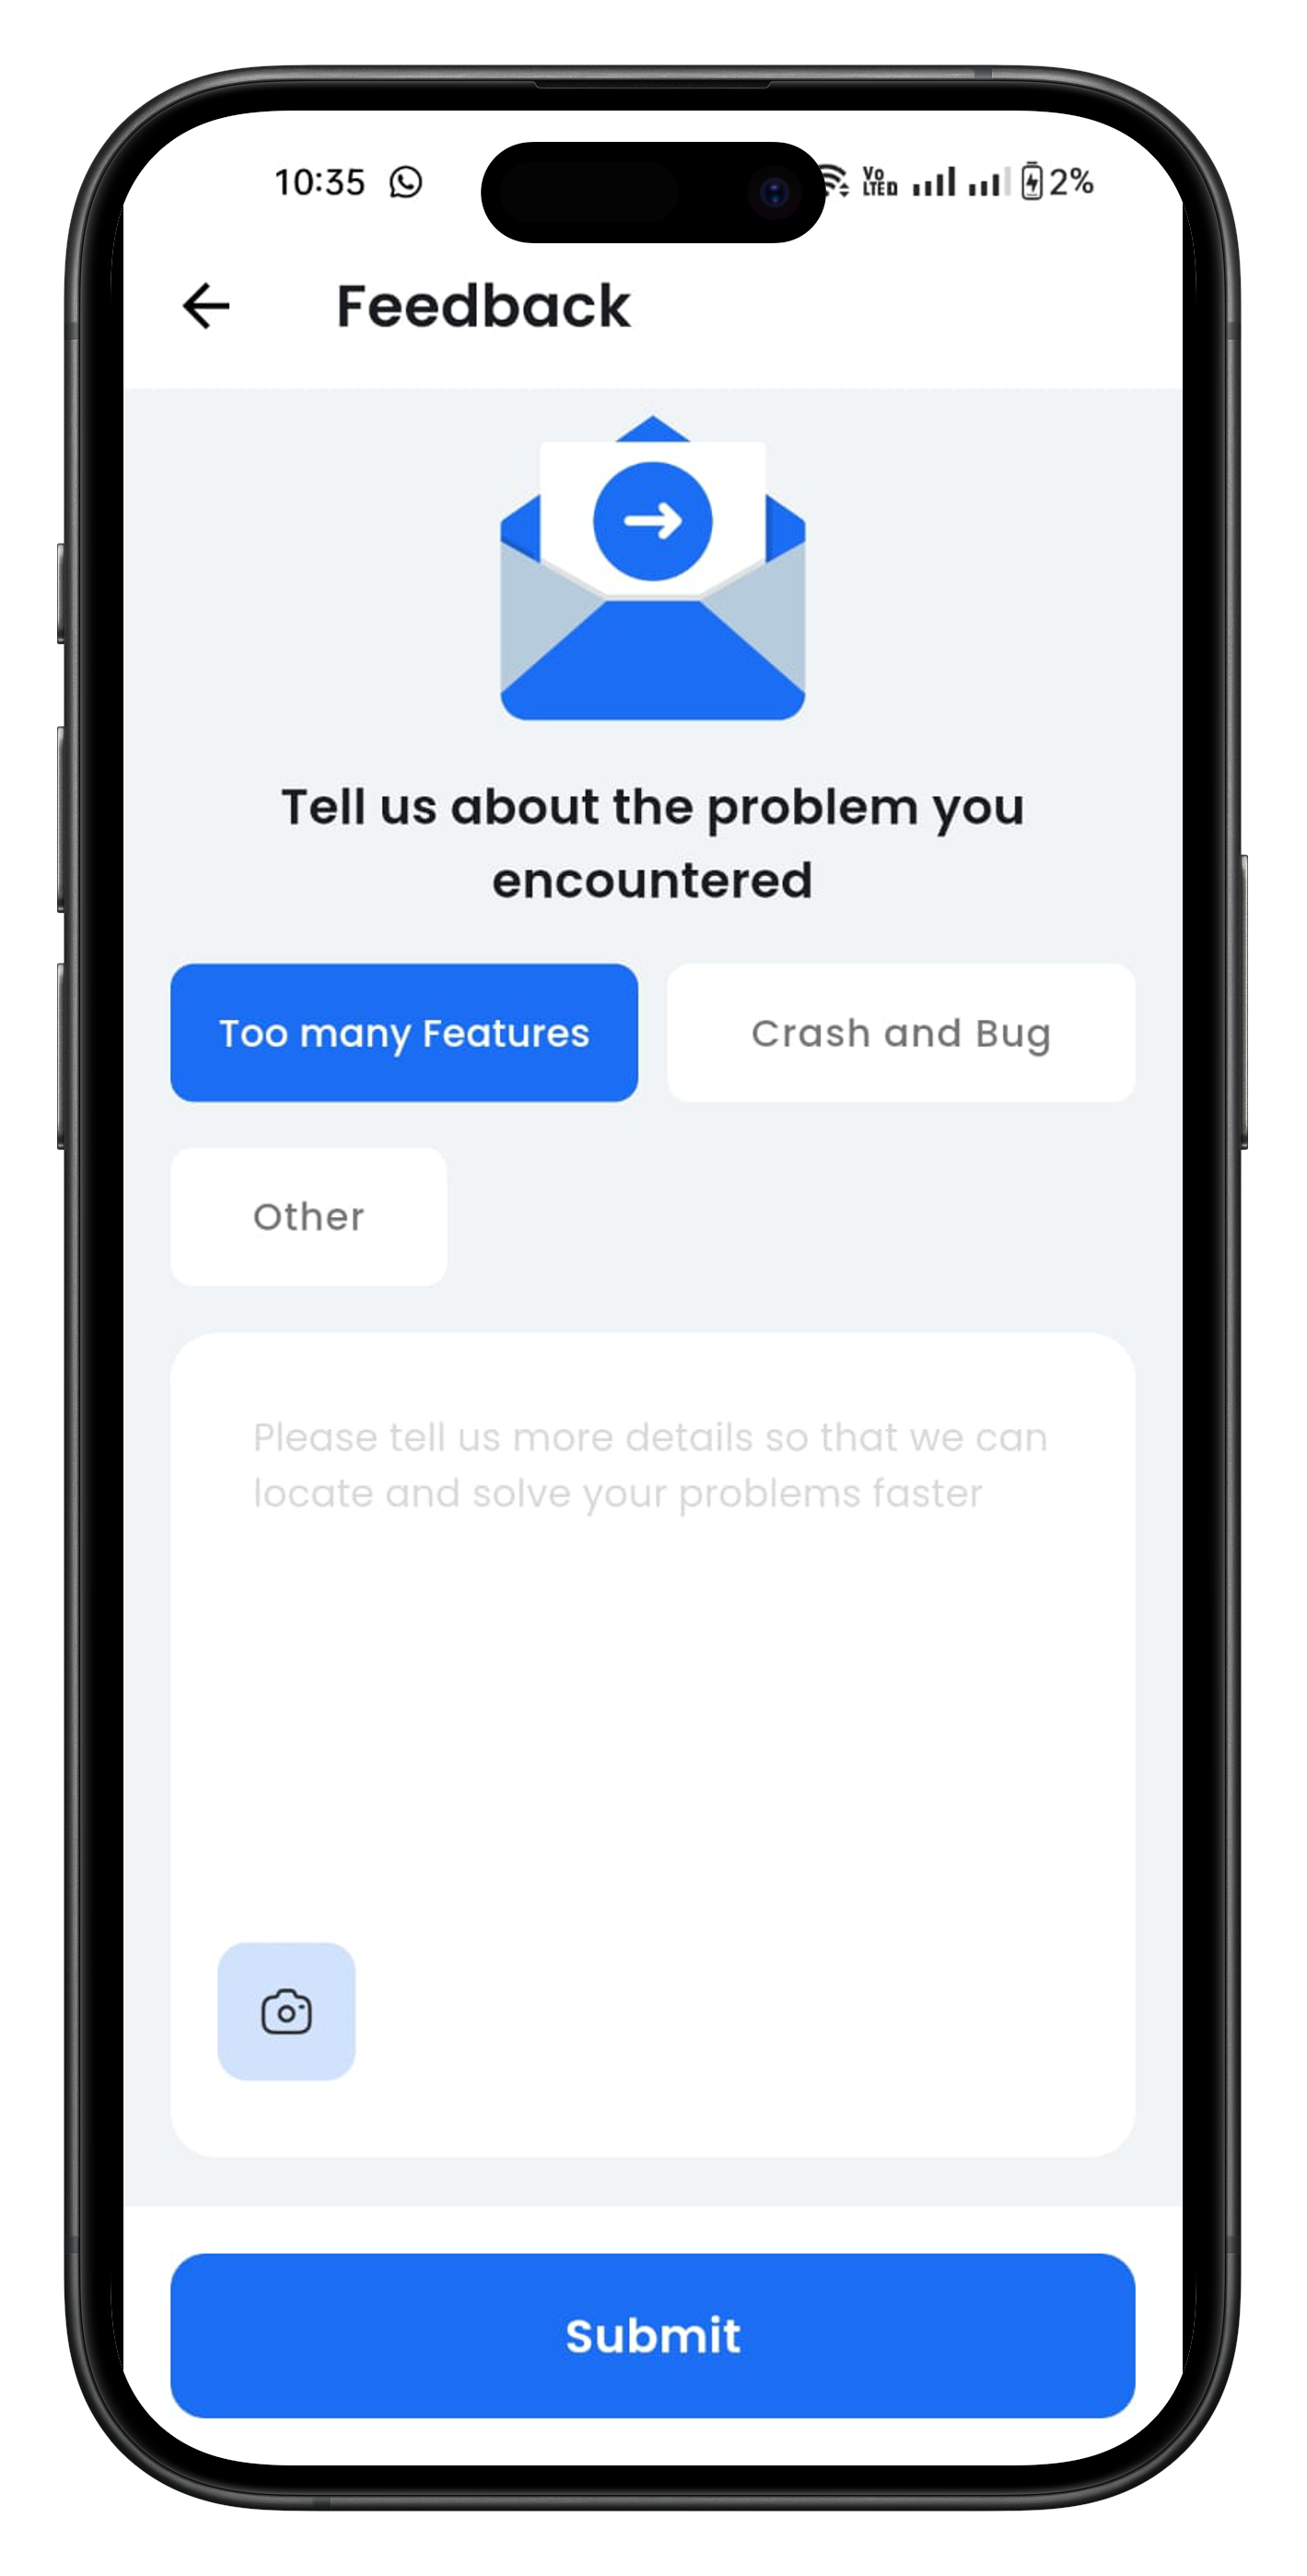 10:35 Vo LTED 2%
Feedback
Tell us about the problem you
encountered
Too many Features
Crash and Bug
Other
Please tell us more details so that we can
locate and solve your problems faster
Submit